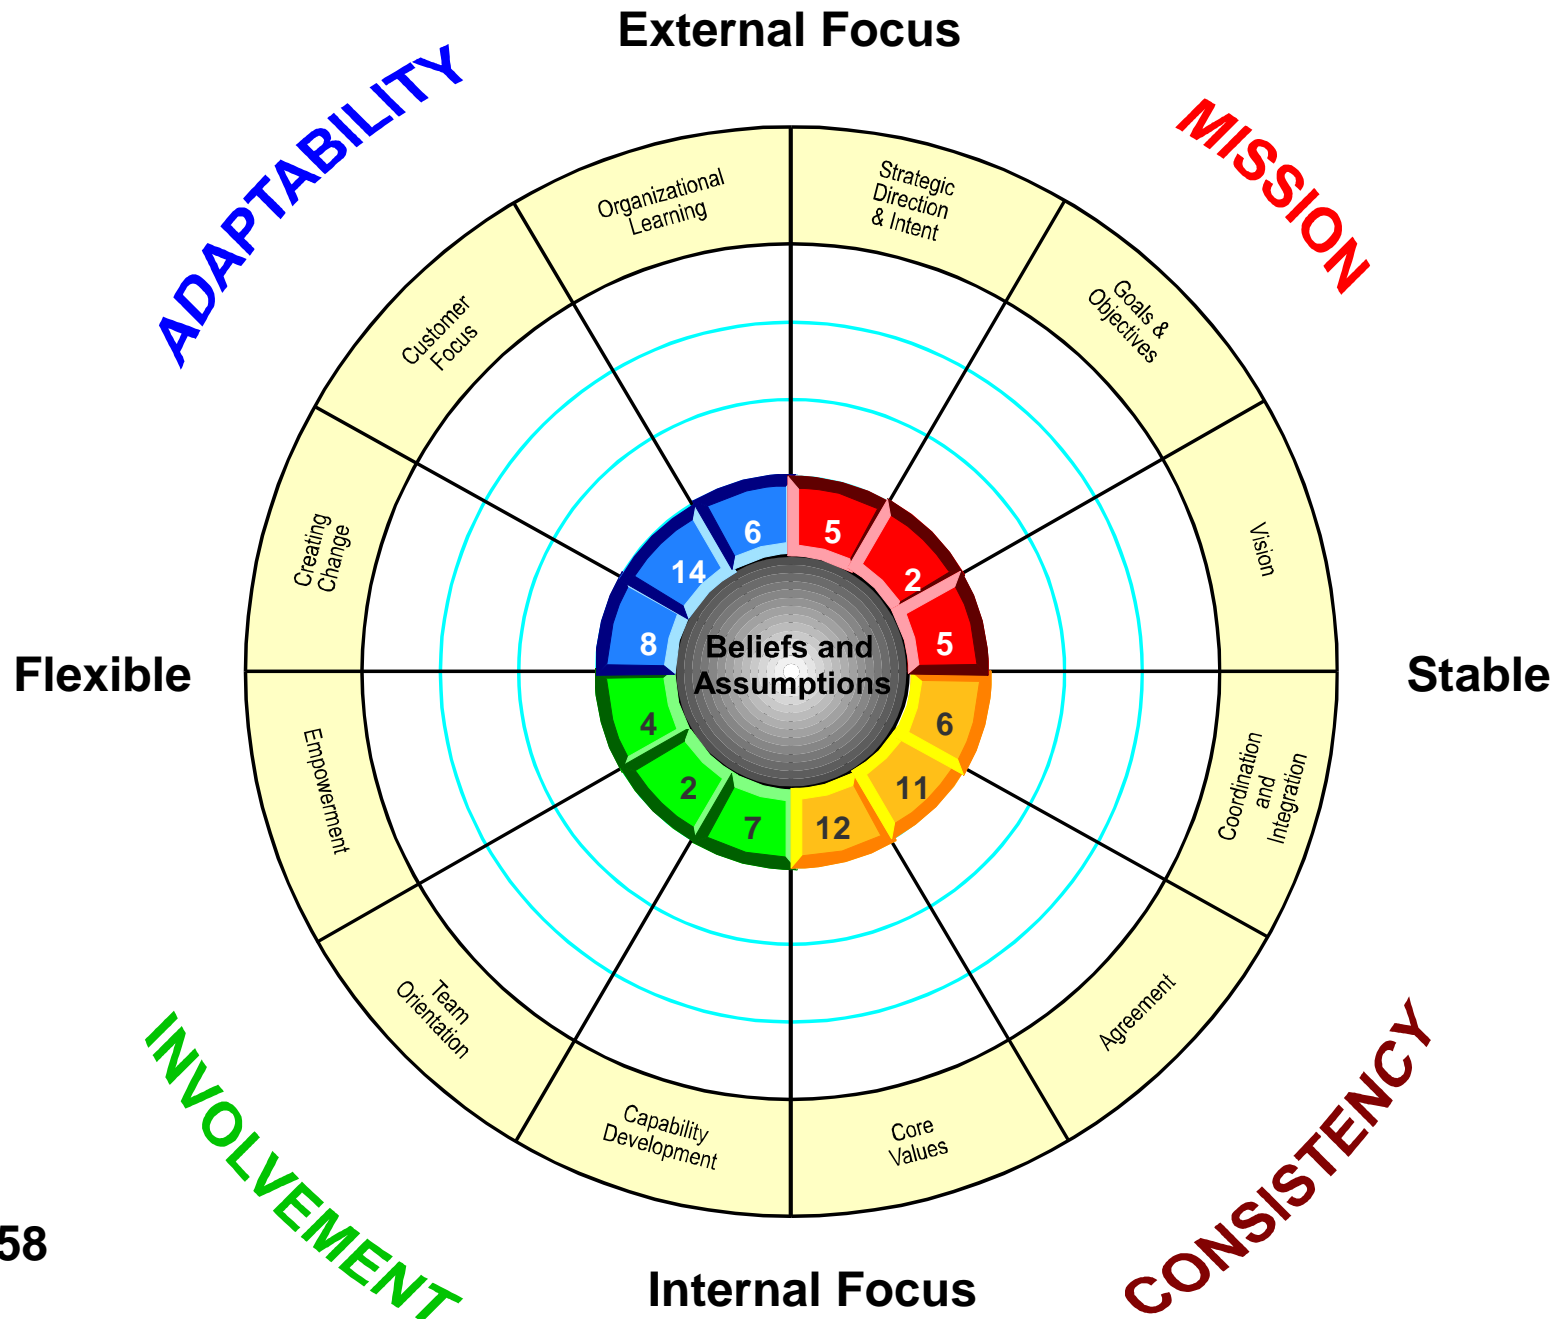 External Focus
ADAPTABILITY
MISSION
Organizational
Learning
Strategic
Direction
& Intent
Customer
Focus
Goals &
Objectives
Creating
Change
Vision
6
5
14
2
8
5
Beliefs and
Assumptions
Flexible
Stable
4
6
2
11
7
12
Empowerment
Coordination
and
Integration
Team
Orientation
Agreement
Capability
Development
Core
Values
INVOLVEMENT
CONSISTENCY
58
Internal Focus